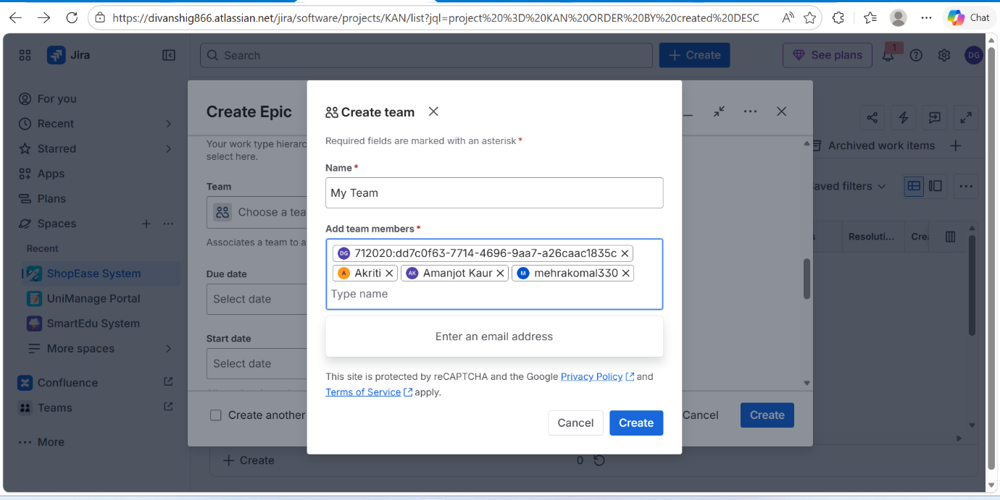 https://divanshig866.atlassian.net/jira/software/projects/KAN/list?jql=project%20%3D%20KAN%20ORDER%20BY%20created%20DESC
Chat
Jira
Search
Create
See plans
1
DG
For you
Recent
Starred
Apps
Plans
Spaces
Recent
ShopEase System
UniManage Portal
SmartEdu System
More spaces
Confluence
Teams
More
Create Epic
Your work type hierarc
select here.
Team
Choose a tea
Associates a team to a
Due date
Select date
Start date
Select date
Create another
Cancel
Create
Create team
Required fields are marked with an asterisk *
Name *
My Team
Add team members *
DG 712020:dd7c0f63-7714-4696-9aa7-a26caac1835c
A Akriti AK Amanjot Kaur M mehrakomal330
Type name
Enter an email address
This site is protected by reCAPTCHA and the Google Privacy Policy and
Terms of Service apply.
Cancel
Create
Archived work items
aved filters
s
Resoluti...
Crea
Create
0